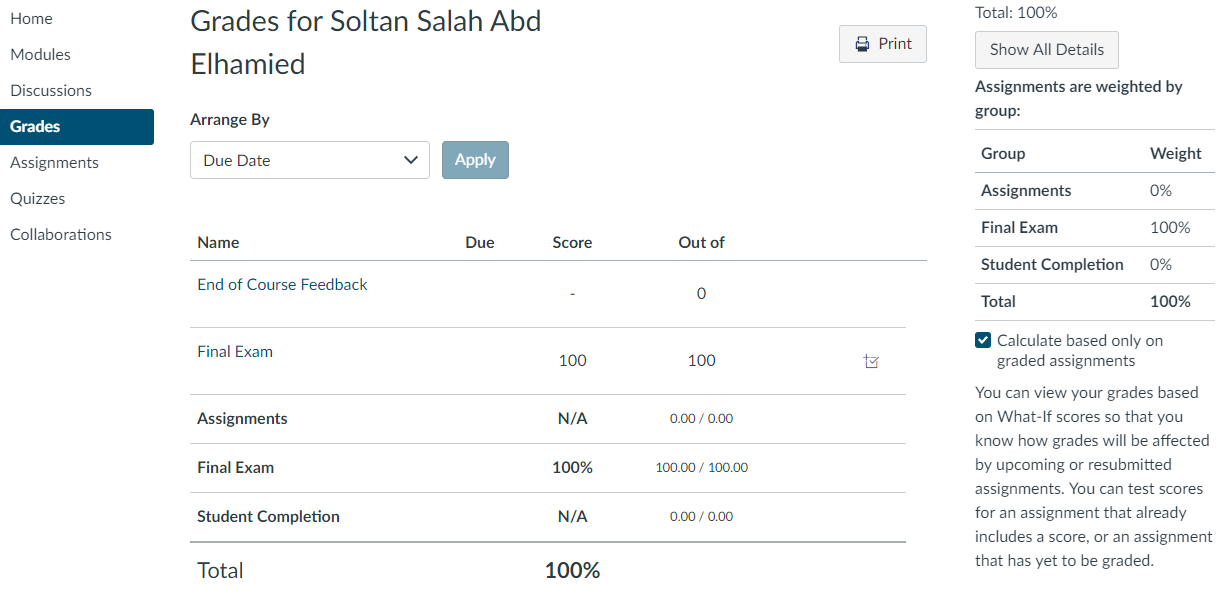 Home
Modules
Discussions
Grades
Assignments
Quizzes
Collaborations
Grades for Soltan Salah Abd
Elhamied
Print
Arrange By
Due Date
Apply
Name Due Score Out of
End of Course Feedback - 0
Final Exam 100 100
Assignments N/A 0.00 / 0.00
Final Exam 100% 100.00 / 100.00
Student Completion N/A 0.00 / 0.00
Total 100%
Total: 100%
Show All Details
Assignments are weighted by
group:
Group Weight
Assignments 0%
Final Exam 100%
Student Completion 0%
Total 100%
Calculate based only on
graded assignments
You can view your grades based
on What-If scores so that you
know how grades will be affected
by upcoming or resubmitted
assignments. You can test scores
for an assignment that already
includes a score, or an assignment
that has yet to be graded.